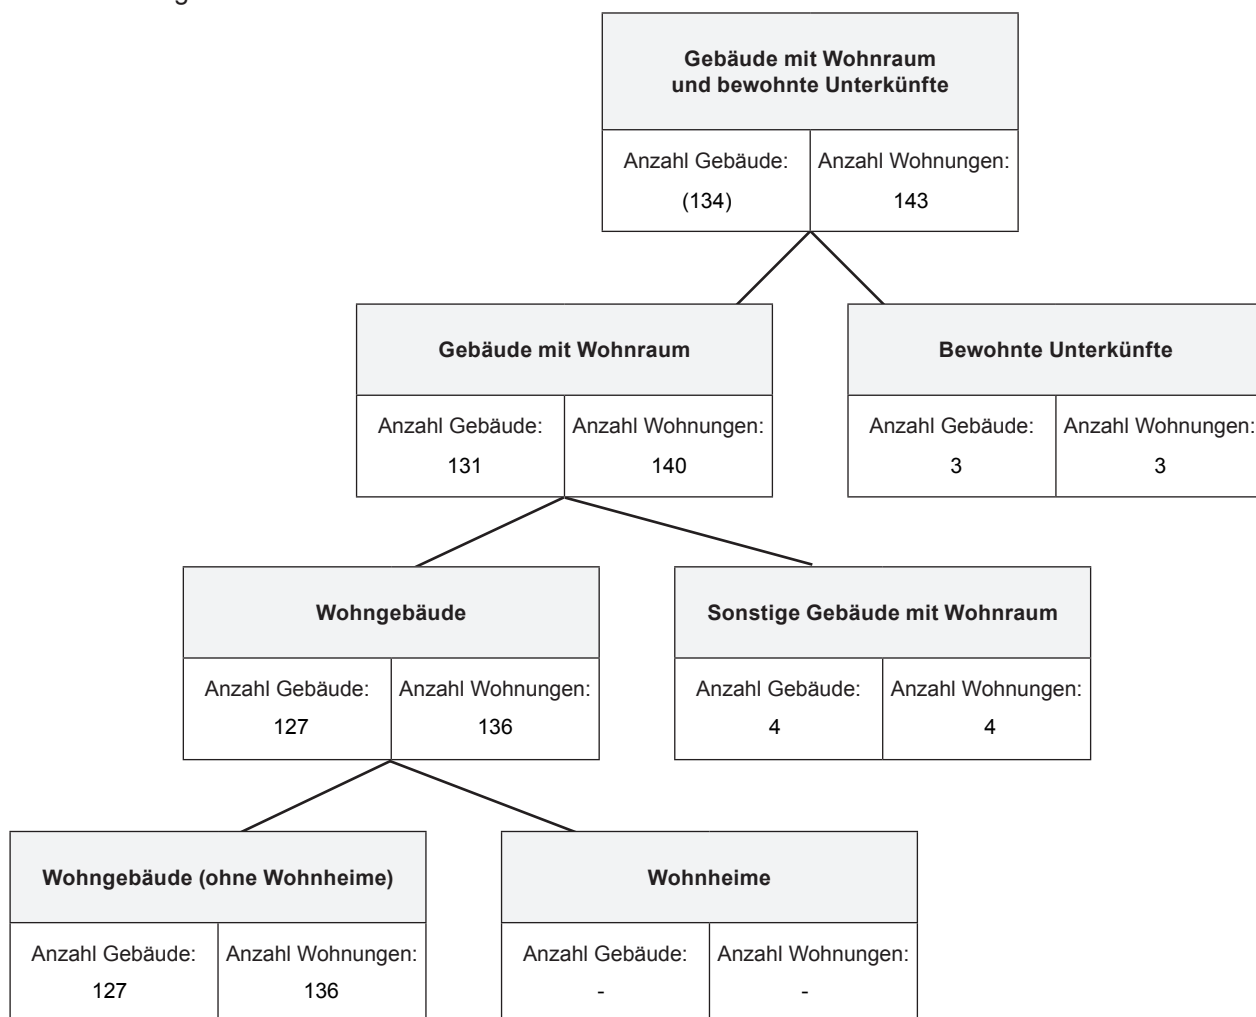 Gebäude mit Wohnraum
und bewohnte Unterkünfte
Anzahl Gebäude: Anzahl Wohnungen:
(134) 143
Gebäude mit Wohnraum
Anzahl Gebäude: Anzahl Wohnungen:
131 140
Bewohnte Unterkünfte
Anzahl Gebäude: Anzahl Wohnungen:
3 3
Wohngebäude
Anzahl Gebäude: Anzahl Wohnungen:
127 136
Sonstige Gebäude mit Wohnraum
Anzahl Gebäude: Anzahl Wohnungen:
4 4
Wohngebäude (ohne Wohnheime)
Anzahl Gebäude: Anzahl Wohnungen:
127 136
Wohnheime
Anzahl Gebäude: Anzahl Wohnungen:
- -